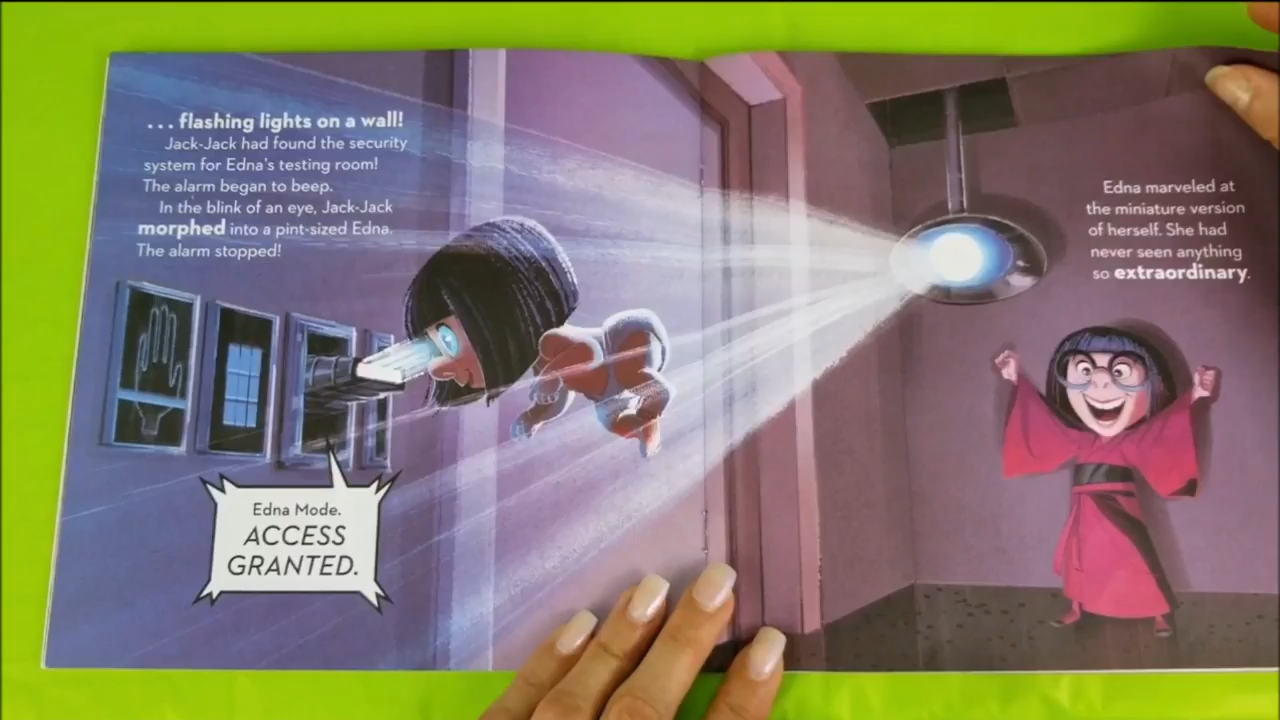 ... flashing lights on a wall!
Jack-Jack had found the security
system for Edna's testing room!
The alarm began to beep.
In the blink of an eye, Jack-Jack
morphed into a pint-sized Edna.
The alarm stopped!
Edna Mode.
ACCESS
GRANTED.
Edna marveled at
the miniature version
of herself. She had
never seen anything
so extraordinary.